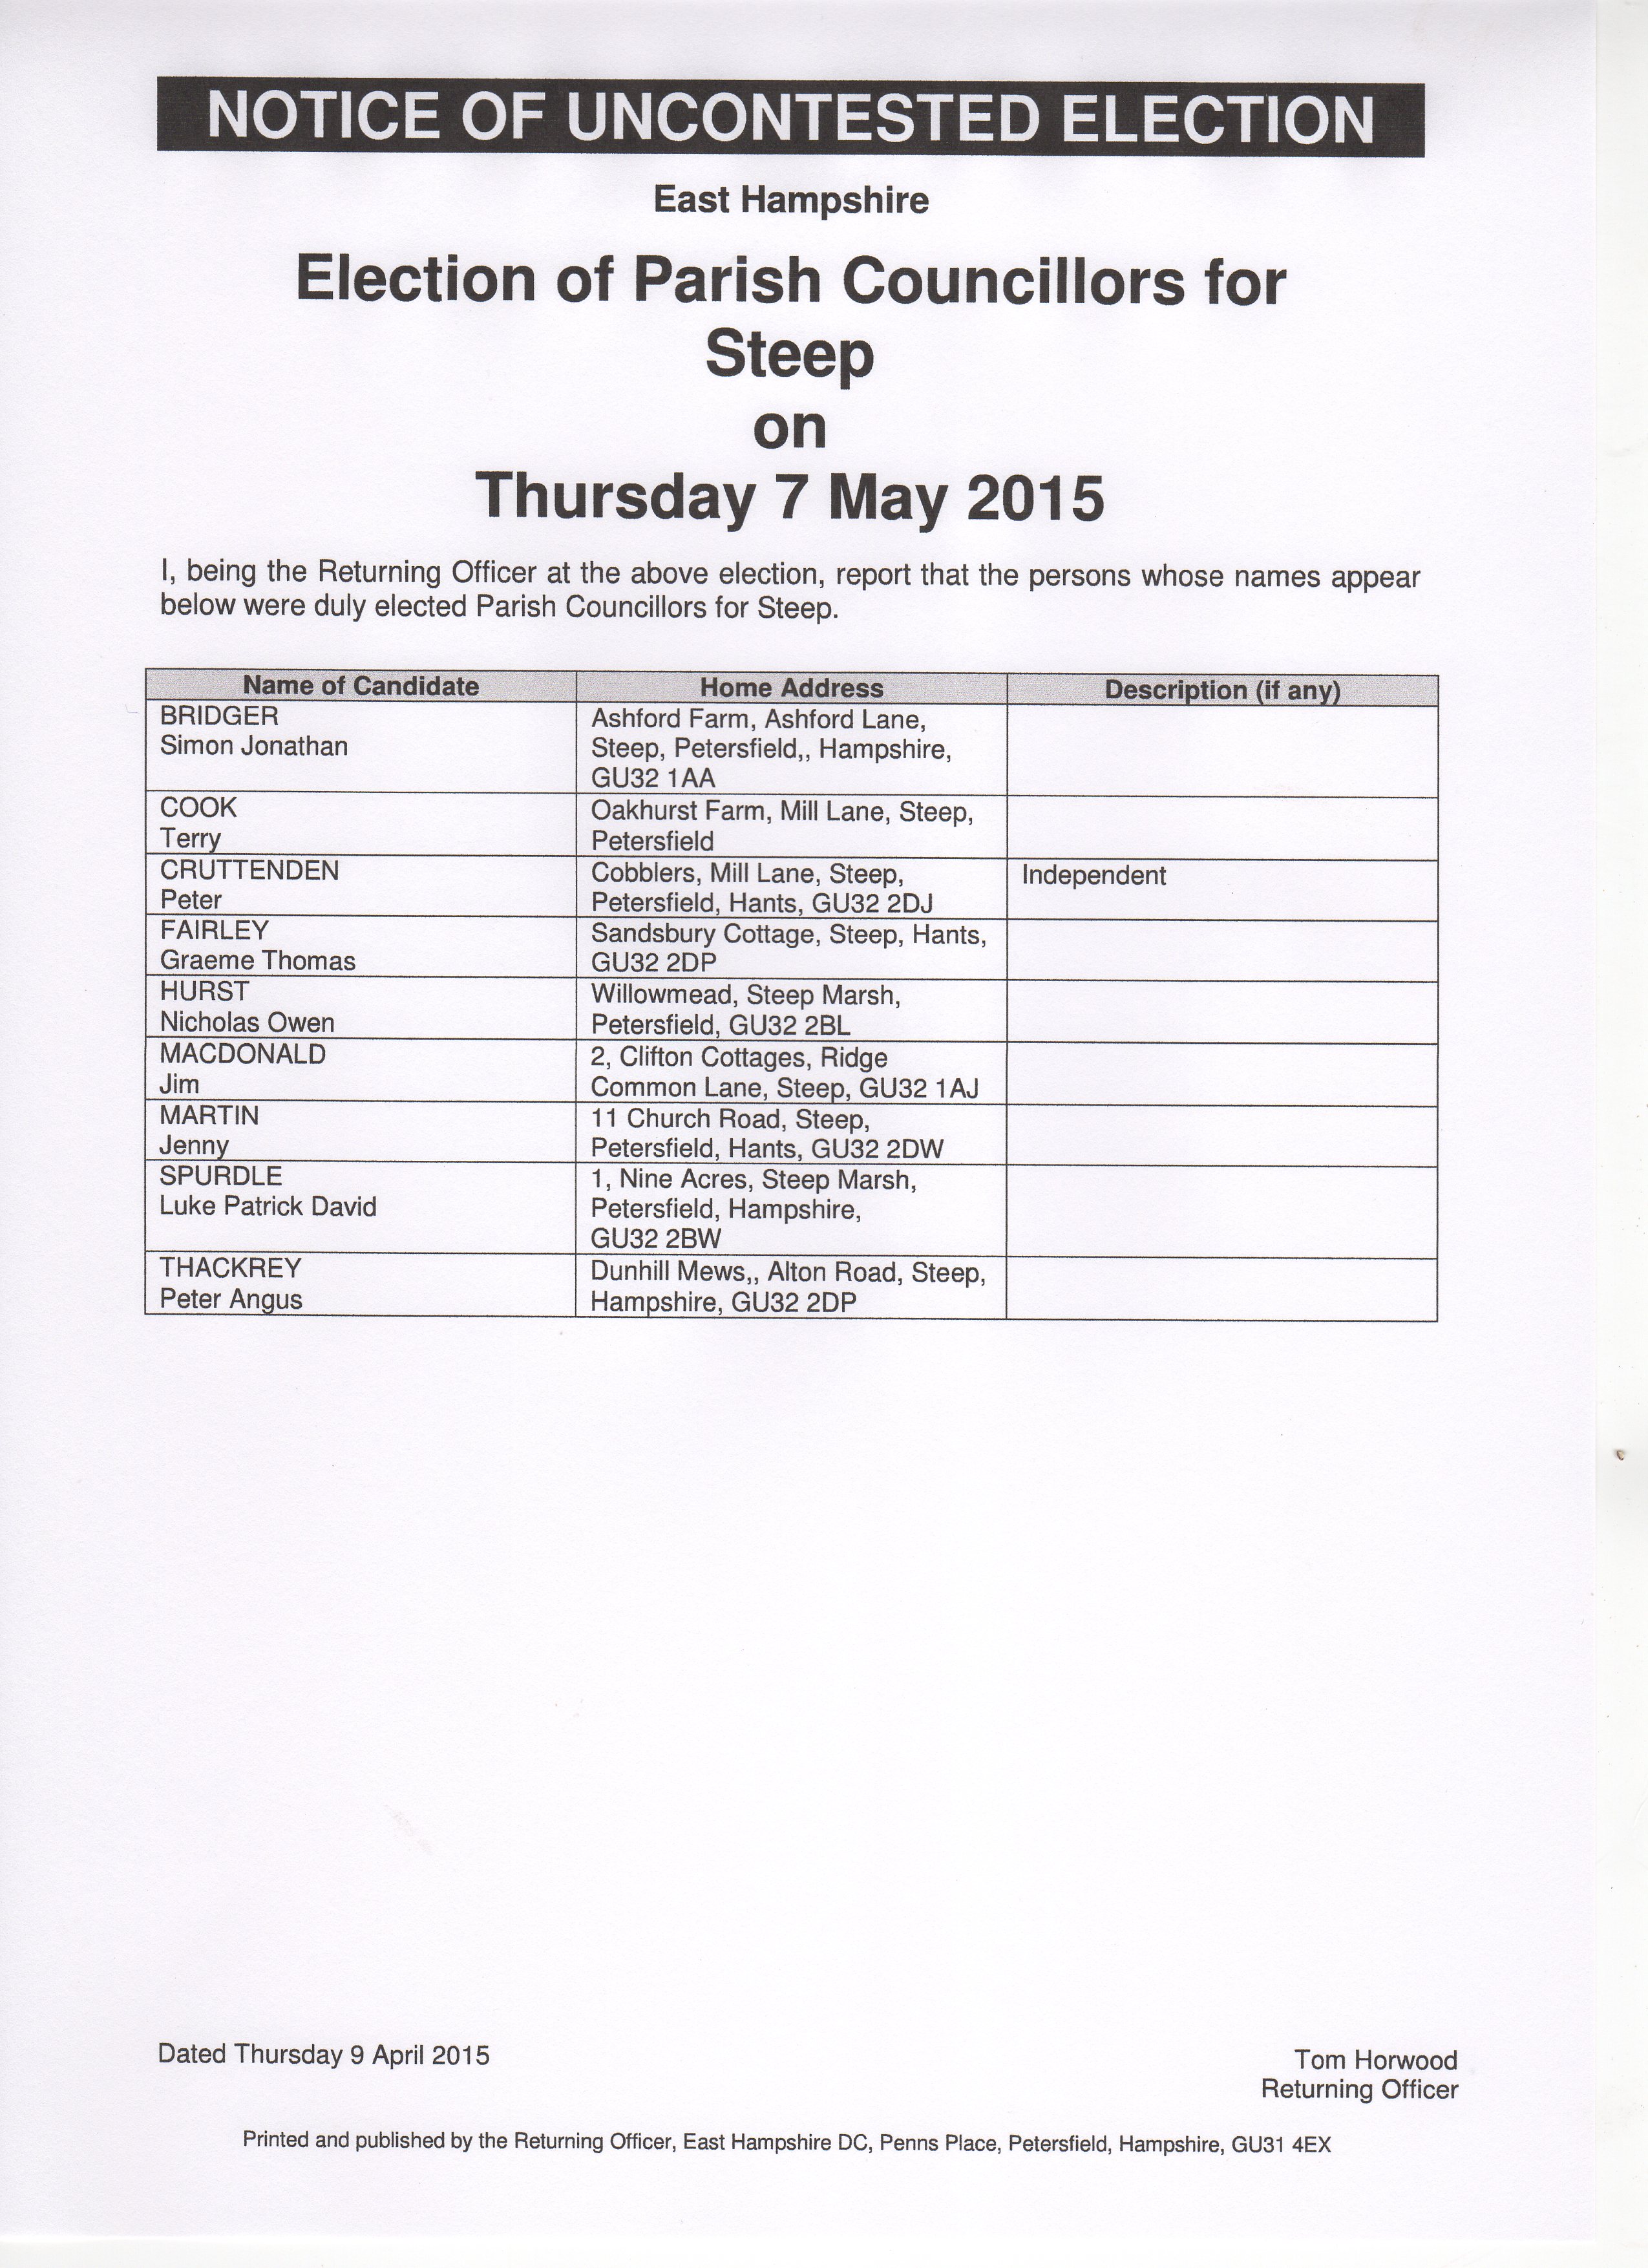 NOTICE OF UNCONTESTED ELECTION
East Hampshire
Election of Parish Councillors for
Steep
on
Thursday 7 May 2015
I, being the Returning Officer at the above election, report that the persons whose names appear
below were duly elected Parish Councillors for Steep.
Name of Candidate Home Address Description (if any)
BRIDGER
Simon Jonathan
Ashford Farm, Ashford Lane,
Steep, Petersfield,, Hampshire,
GU32 1AA
COOK
Terry
Oakhurst Farm, Mill Lane, Steep,
Petersfield
CRUTTENDEN
Peter
Cobblers, Mill Lane, Steep,
Petersfield, Hants, GU32 2DJ
Independent
FAIRLEY
Graeme Thomas
Sandsbury Cottage, Steep, Hants,
GU32 2DP
HURST
Nicholas Owen
Willowmead, Steep Marsh,
Petersfield, GU32 2BL
MACDONALD
Jim
2, Clifton Cottages, Ridge
Common Lane, Steep, GU32 1AJ
MARTIN
Jenny
11 Church Road, Steep,
Petersfield, Hants, GU32 2DW
SPURDLE
Luke Patrick David
1, Nine Acres, Steep Marsh,
Petersfield, Hampshire,
GU32 2BW
THACKREY
Peter Angus
Dunhill Mews,, Alton Road, Steep,
Hampshire, GU32 2DP
Dated Thursday 9 April 2015
Tom Horwood
Returning Officer
Printed and published by the Returning Officer, East Hampshire DC, Penns Place, Petersfield, Hampshire, GU31 4EX